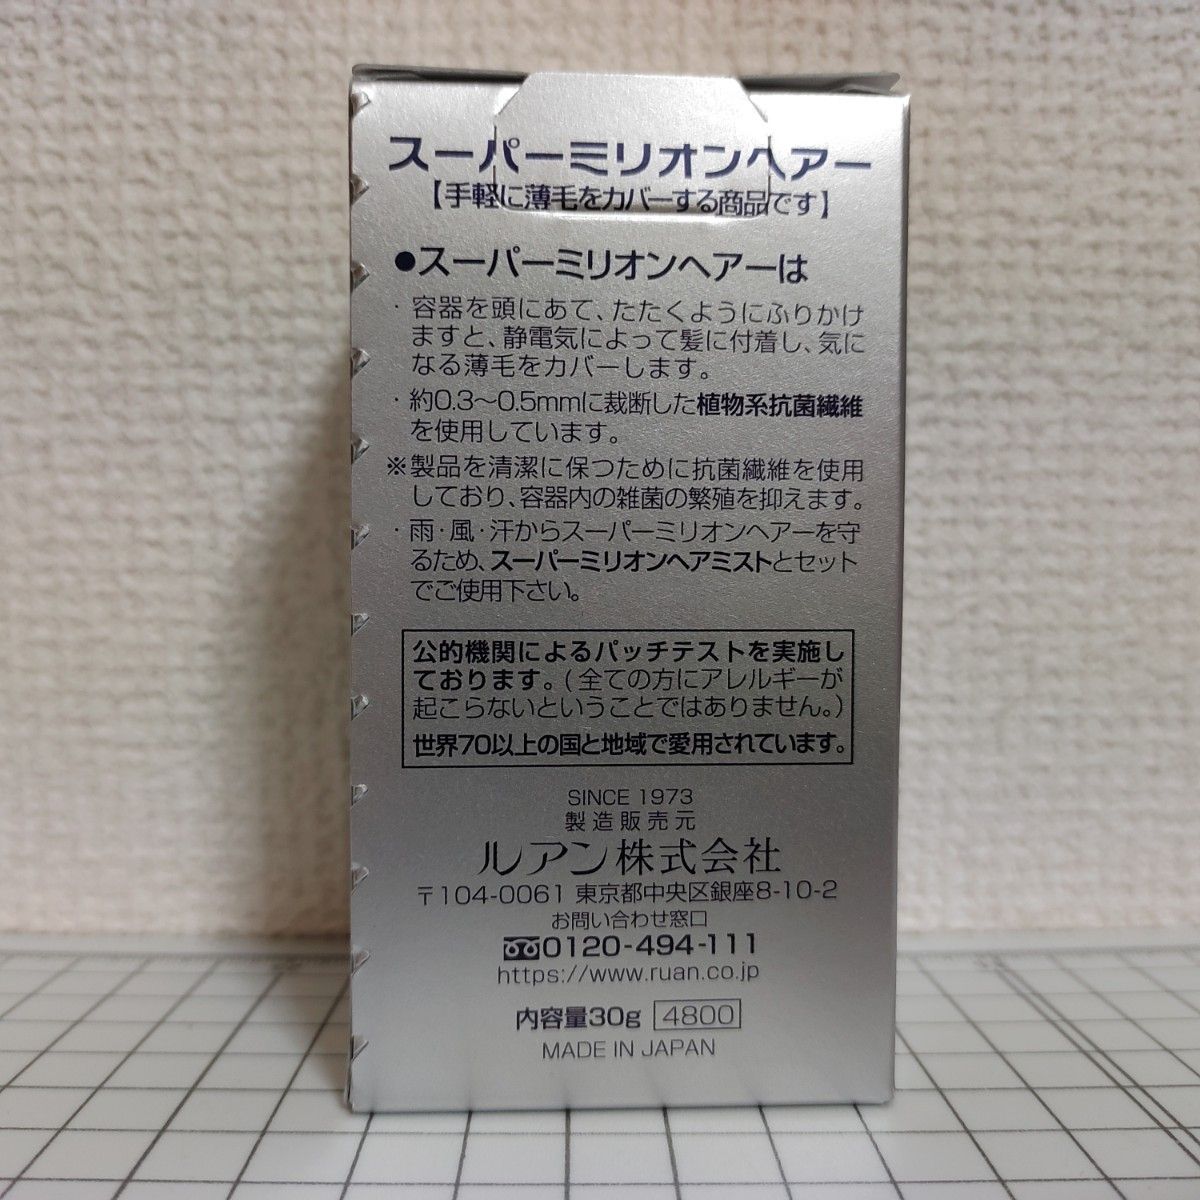 スーパーミリオンヘアー
【手軽に薄毛をカバーする商品です】
●スーパーミリオンヘアーは
・容器を頭にあて、たたくようにふりかけ
ますと、静電気によって髪に付着し、気に
なる薄毛をカバーします。
・約0.3〜0.5mmに裁断した植物系抗菌繊維
を使用しています。
※製品を清潔に保つために抗菌繊維を使用
しており、容器内の雑菌の繁殖を抑えます。
・雨・風・汗からスーパーミリオンヘアーを守
るため、スーパーミリオンヘアミストとセット
でご使用下さい。
公的機関によるパッチテストを実施し
ております。(全ての方にアレルギーが
起こらないということではありません。)
世界70以上の国と地域で愛用されています。
SINCE 1973
製造販売元
ルアン株式会社
〒104-0061 東京都中央区銀座8-10-2
お問い合わせ窓口
0120-494-111
https://www.ruan.co.jp
内容量30g 4800
MADE IN JAPAN